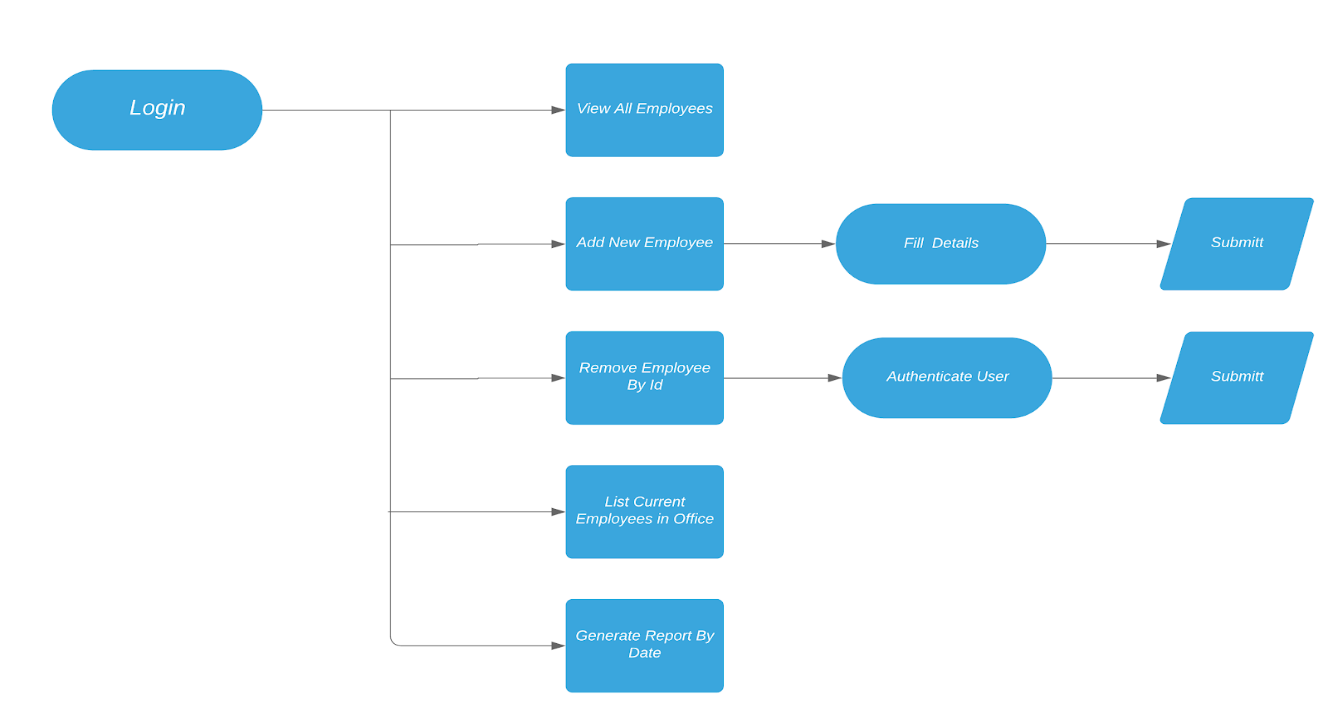 Login
View All Employees
Add New Employee
Fill Details
Submitt
Remove Employee
By Id
Authenticate User
Submitt
List Current
Employees in Office
Generate Report By
Date